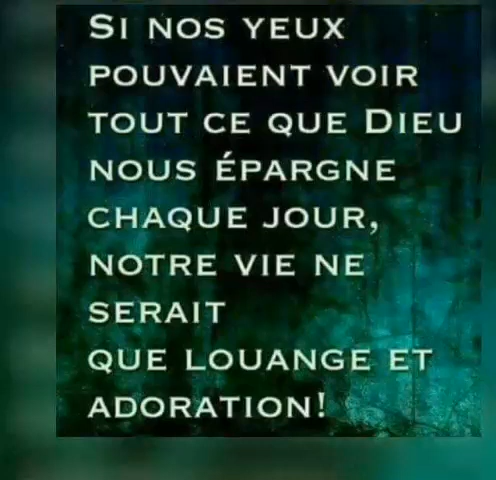 Si nos yeux
pouvaient voir
tout ce que Dieu
nous épargne
chaque jour,
notre vie ne
serait
que louange et
adoration!